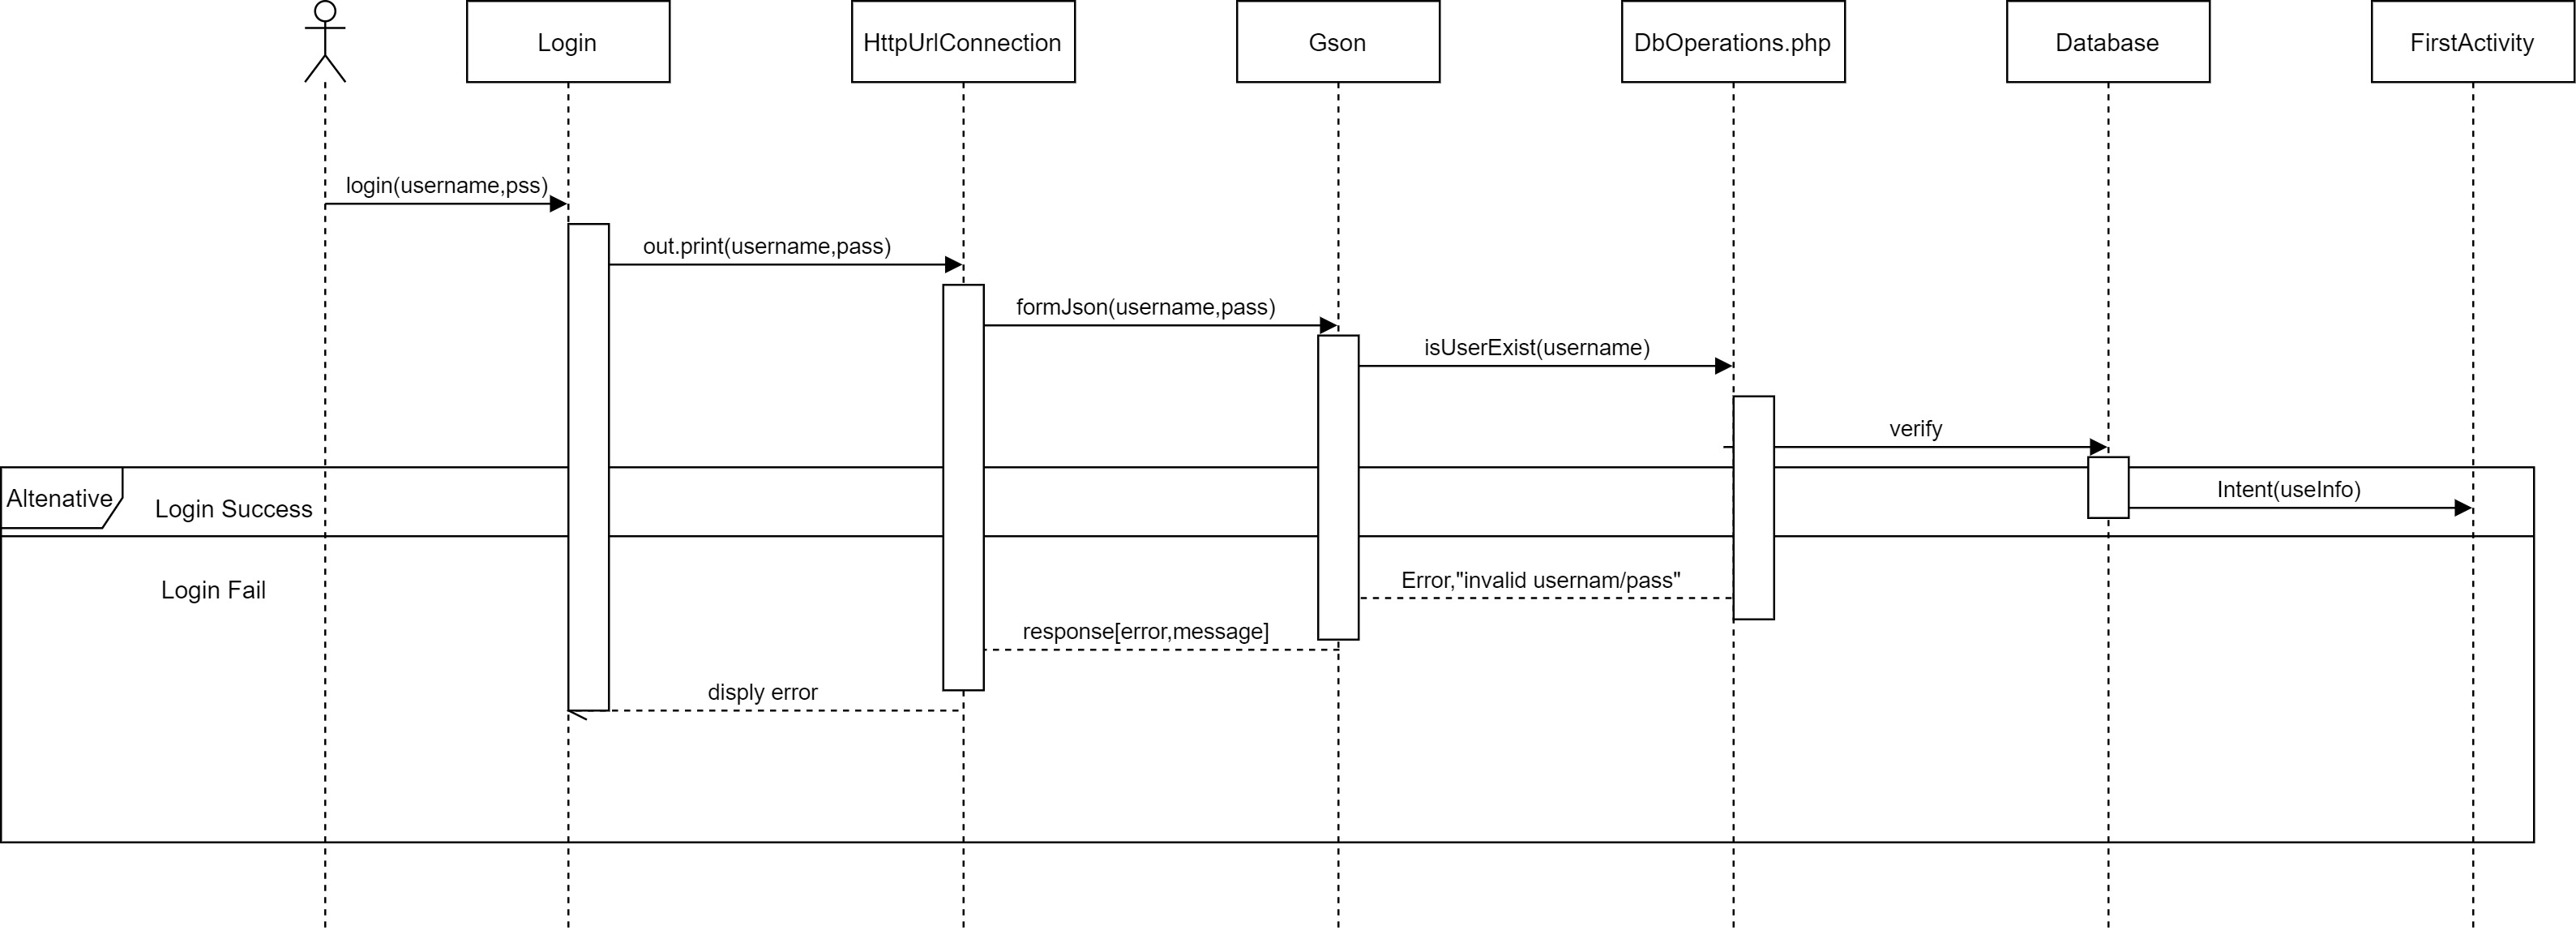 Login
HttpUrlConnection
Gson
DbOperations.php
Database
FirstActivity
login(username,pss)
out.print(username,pass)
formJson(username,pass)
isUserExist(username)
verify
Altenative
Login Success
Intent(useInfo)
Login Fail
Error,"invalid usernam/pass"
response[error,message]
disply error